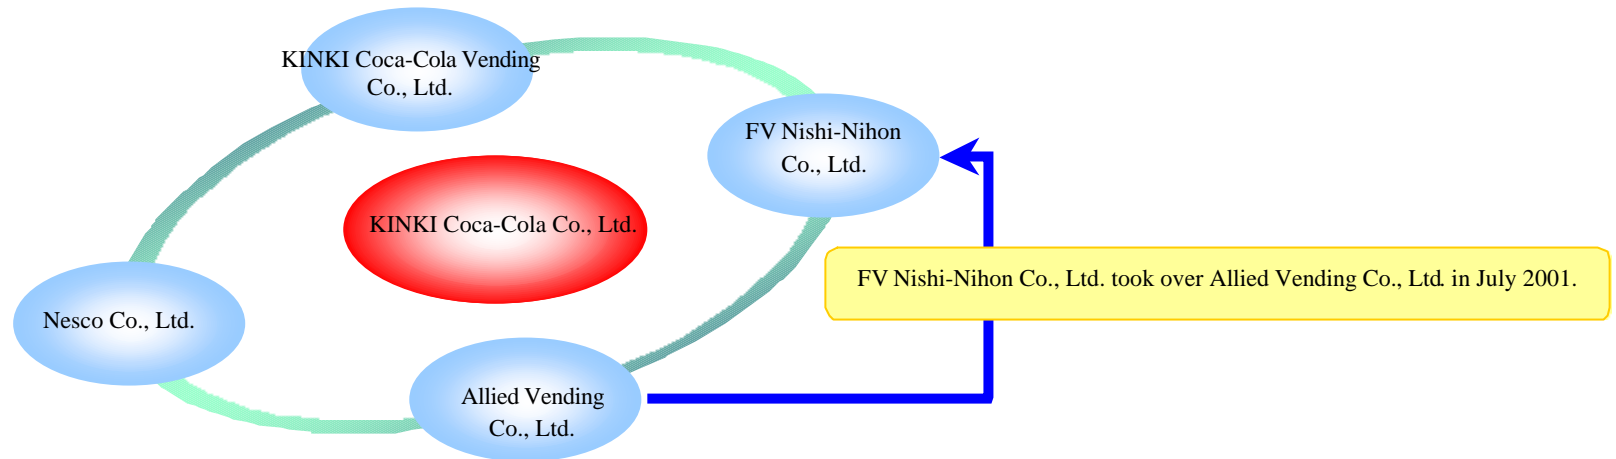 KINKI Coca-Cola Vending
Co., Ltd.
FV Nishi-Nihon
Co., Ltd.
KINKI Coca-Cola Co., Ltd.
FV Nishi-Nihon Co., Ltd. took over Allied Vending Co., Ltd. in July 2001.
Nesco Co., Ltd.
Allied Vending
Co., Ltd.